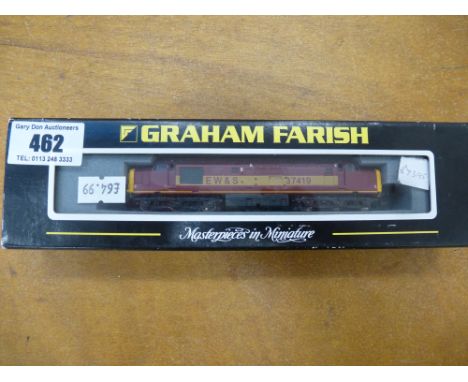 Gary Don Auctioneers
462
TEL: 0113 248 3333
GRAHAM FARISH
EW&S
37419
£64.99
Masterpieces in Miniature